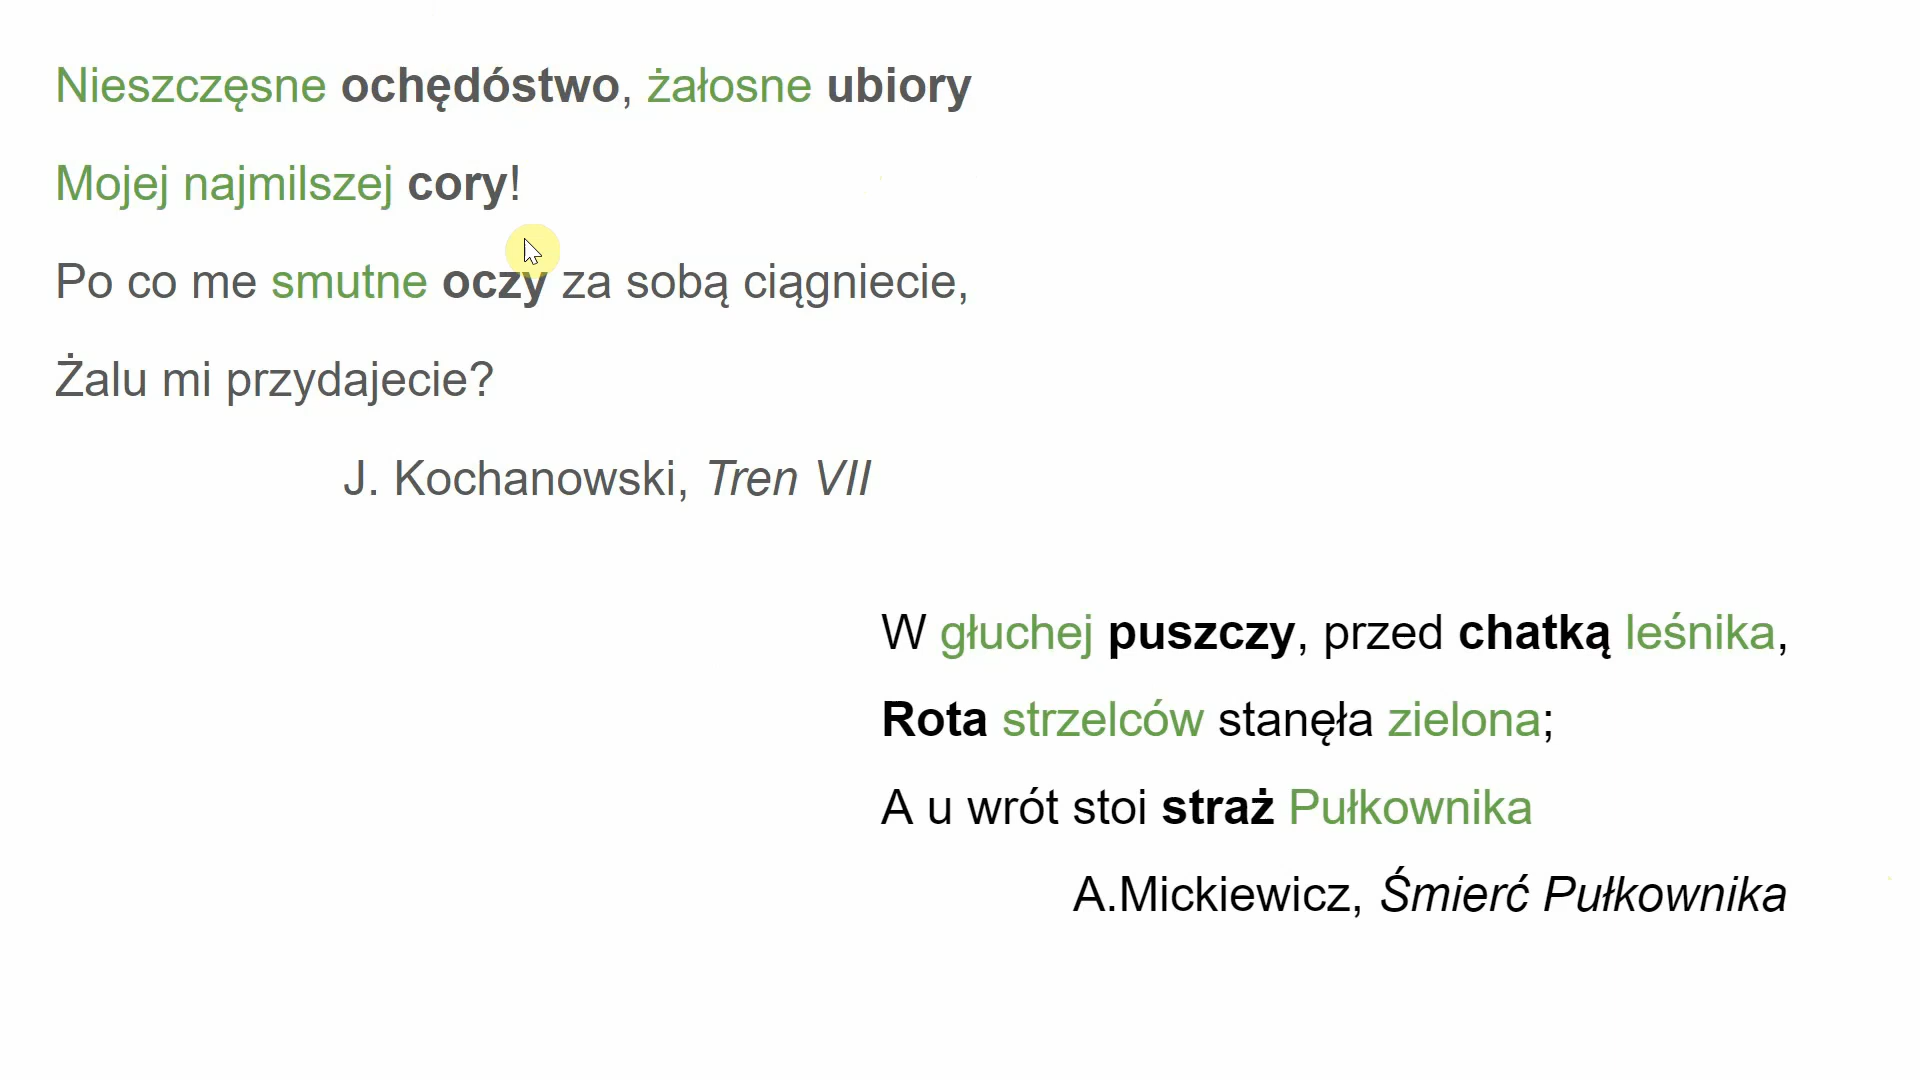 Nieszczęsne ochędóstwo, żałosne ubiory
Mojej najmilszej cory!
Po co me smutne oczy za sobą ciągniecie,
Żalu mi przydajecie?
J. Kochanowski, Tren VII
W głuchej puszczy, przed chatką leśnika,
Rota strzelców stanęła zielona;
A u wrót stoi straż Pułkownika
A.Mickiewicz, Śmierć Pułkownika